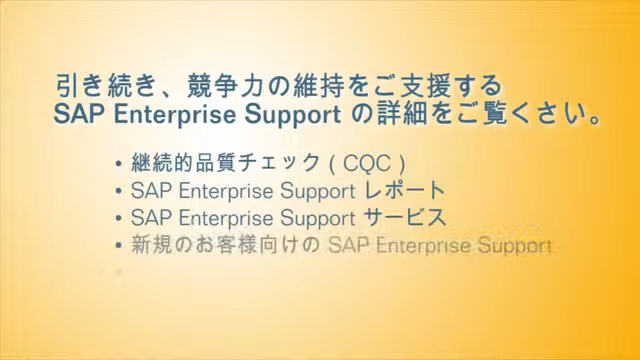 引き続き、競争力の維持をご支援する
SAP Enterprise Support の詳細をご覧くさい。
• 継続的品質チェック ( CQC )
• SAP Enterprise Support レポート
• SAP Enterprise Support サービス
• 新規のお客様向けの SAP Enterprise Support